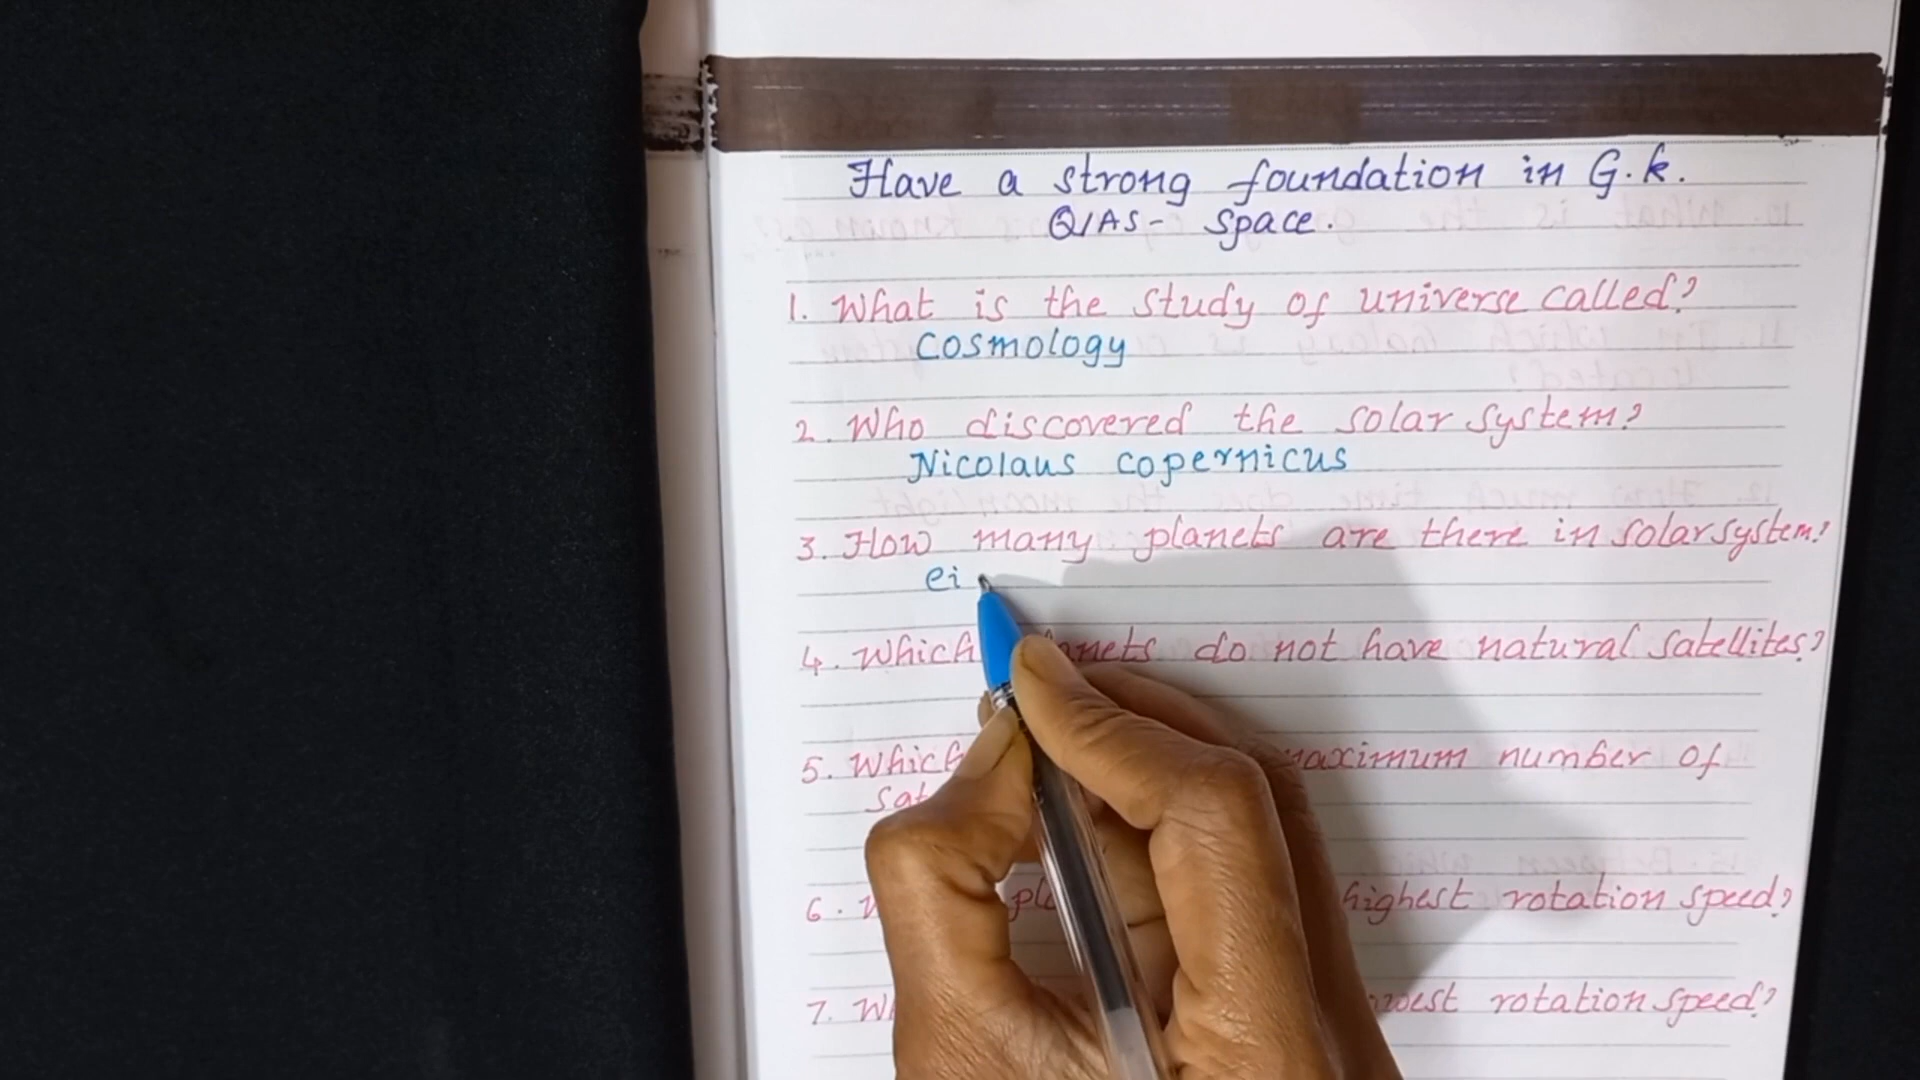 Have a strong foundation in G.K.
Q/AS- Space.
1. What is the study of universe called?
Cosmology
2. Who discovered the solar system?
Nicolaus copernicus
3. How many planets are there in solar system?
ei
4. Which do not have natural satellites?
5. Which maximum number of
6. highest rotation speed?
7. rotation speed?